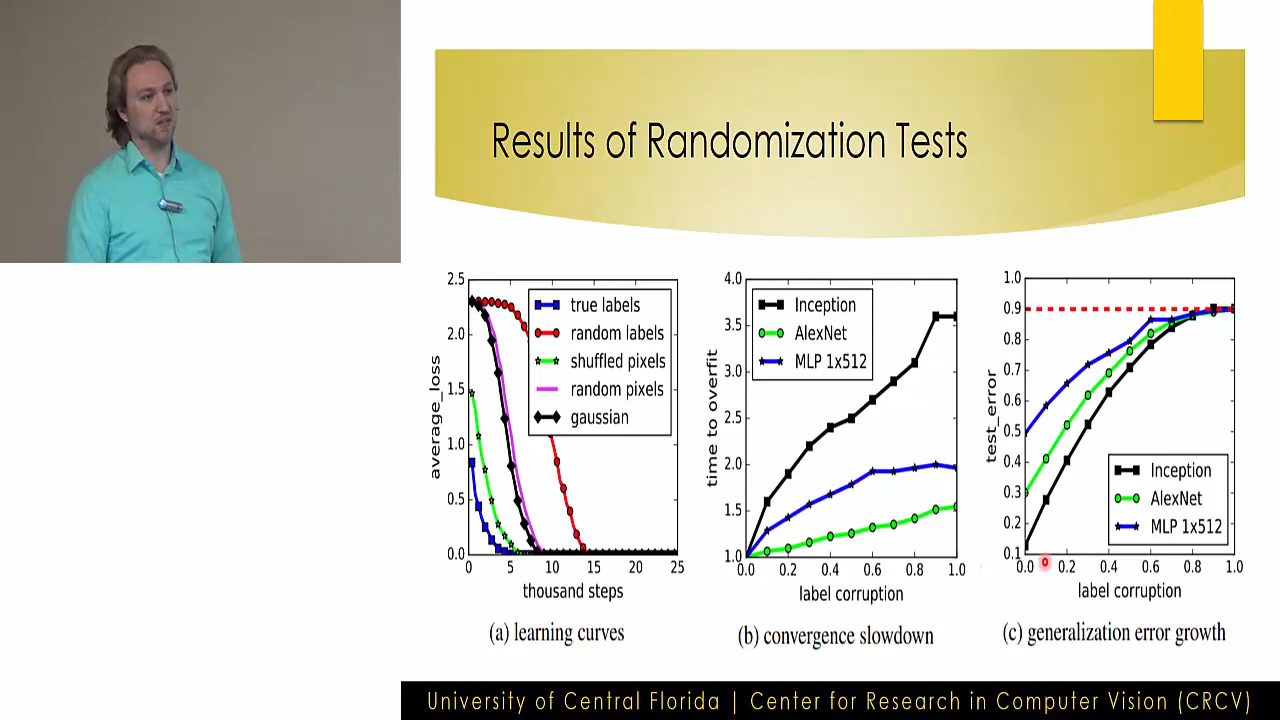 Results of Randomization Tests
2.5
2.0
1.5
1.0
0.5
0.0
average_loss
true labels
random labels
shuffled pixels
random pixels
gaussian
0 5 10 15 20 25
thousand steps
(a) learning curves
4.0
3.5
3.0
2.5
2.0
1.5
1.0
time to overfit
Inception
AlexNet
MLP 1x512
0.0 0.2 0.4 0.6 0.8 1.0
label corruption
(b) convergence slowdown
1.0
0.9
0.8
0.7
0.6
0.5
0.4
0.3
0.2
0.1
test_error
Inception
AlexNet
MLP 1x512
0.0 0.2 0.4 0.6 0.8 1.0
label corruption
(c) generalization error growth
University of Central Florida | Center for Research in Computer Vision (CRCV)